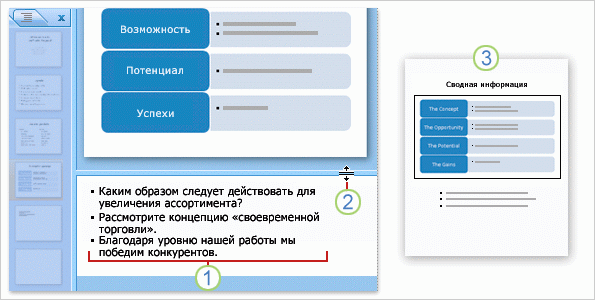 Возможность
Потенциал
Успехи
• Каким образом следует действовать для
увеличения ассортимента?
• Рассмотрите концепцию «своевременной
торговли».
• Благодаря уровню нашей работы мы
победим конкурентов.
1
2
3
Сводная информация
The Concept
The Opportunity
The Potential
The Gains